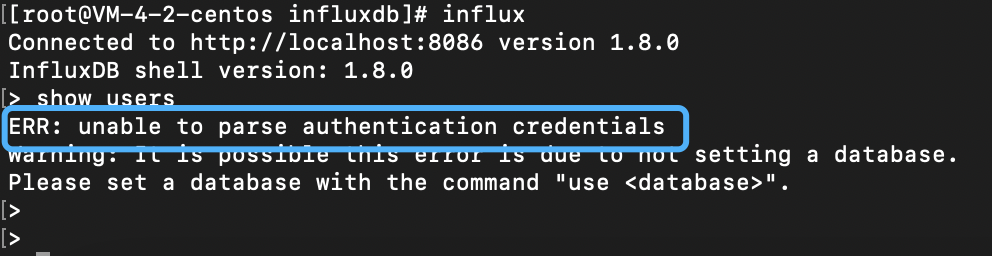 [[root@VM-4-2-centos influxdb]# influx
Connected to http://localhost:8086 version 1.8.0
InfluxDB shell version: 1.8.0
[> show users
ERR: unable to parse authentication credentials
Warning: It is possible this error is due to not setting a database.
Please set a database with the command "use <database>".
[>
[>